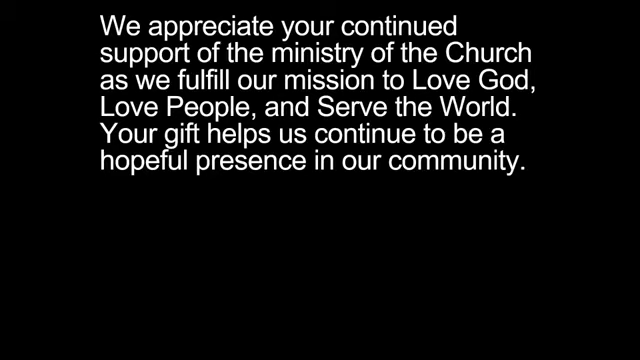 We appreciate your continued
support of the ministry of the Church
as we fulfill our mission to Love God,
Love People, and Serve the World.
Your gift helps us continue to be a
hopeful presence in our community.